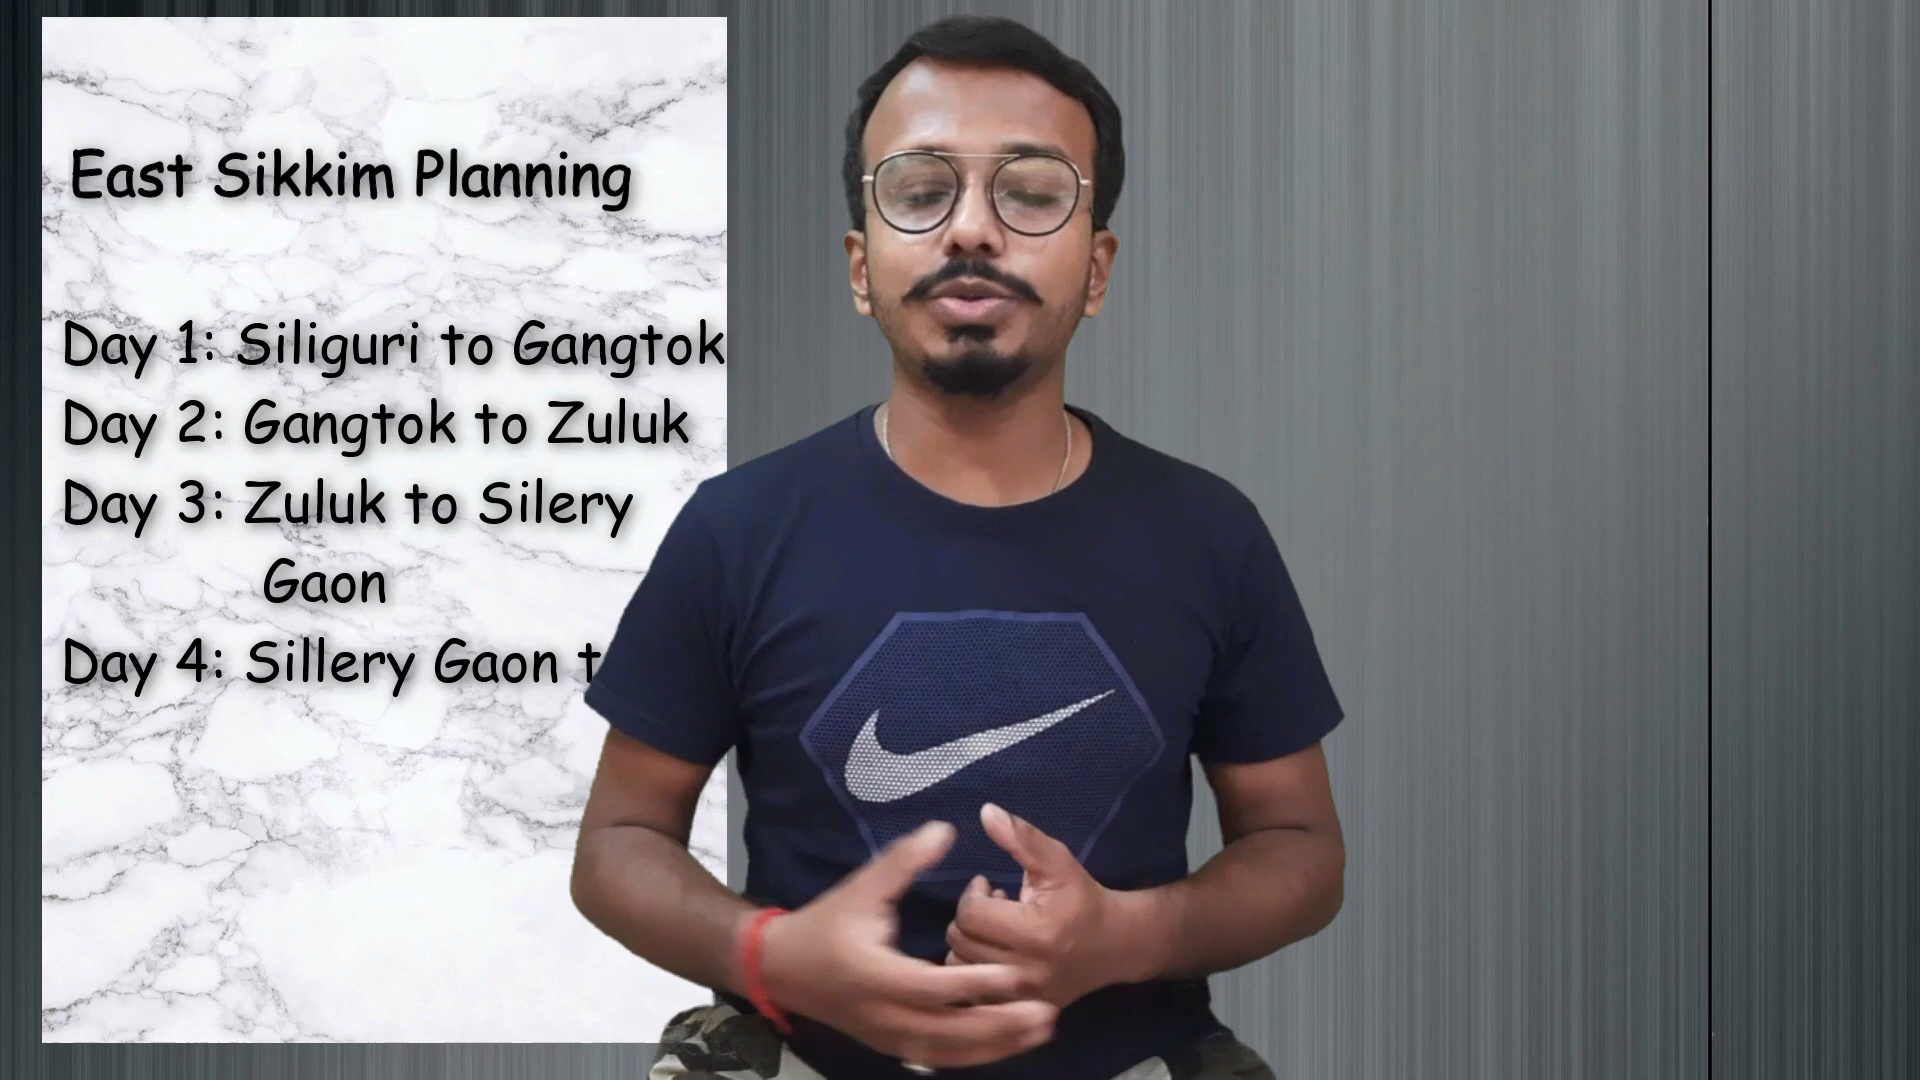 East Sikkim Planning
Day 1: Siliguri to Gangtok
Day 2: Gangtok to Zuluk
Day 3: Zuluk to Silery
Gaon
Day 4: Sillery Gaon